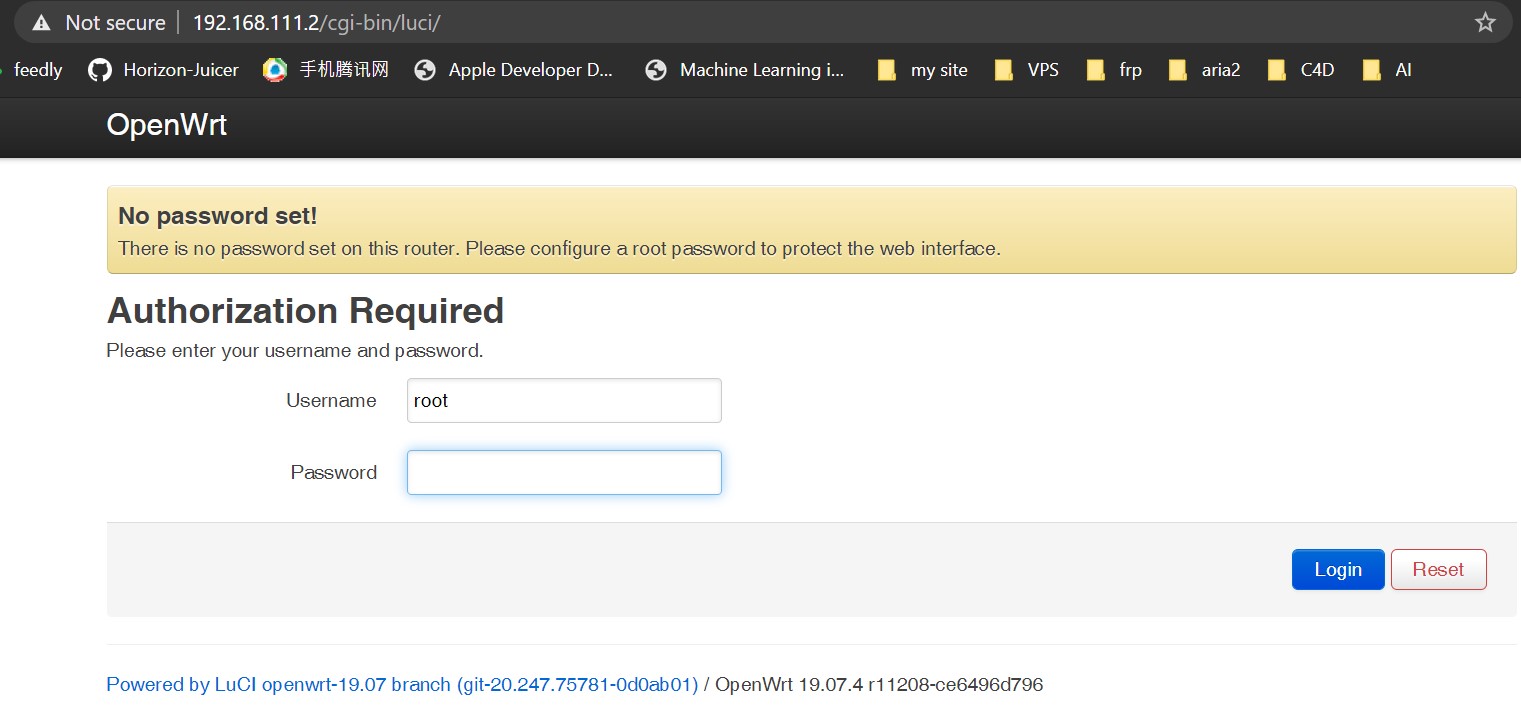 Not secure 192.168.111.2/cgi-bin/luci/
feedly Horizon-Juicer 手机腾讯网 Apple Developer D... Machine Learning i... my site VPS frp aria2 C4D AI
OpenWrt
No password set!
There is no password set on this router. Please configure a root password to protect the web interface.
Authorization Required
Please enter your username and password.
Username root
Password
Login Reset
Powered by LuCI openwrt-19.07 branch (git-20.247.75781-0d0ab01) / OpenWrt 19.07.4 r11208-ce6496d796